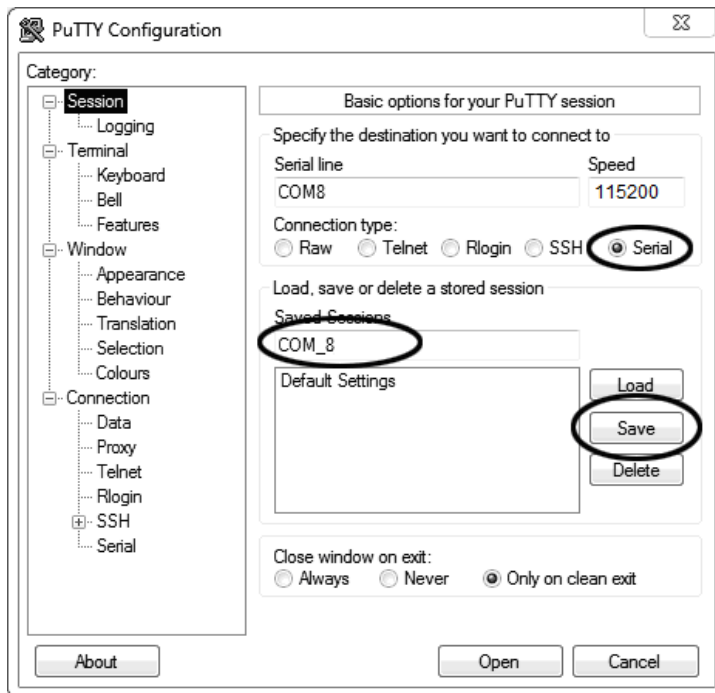 PuTTY Configuration
Category:
Session
Logging
Terminal
Keyboard
Bell
Features
Window
Appearance
Behaviour
Translation
Selection
Colours
Connection
Data
Proxy
Telnet
Rlogin
SSH
Serial
Basic options for your PuTTY session
Specify the destination you want to connect to
Serial line Speed
COM8 115200
Connection type:
Raw Telnet Rlogin SSH Serial
Load, save or delete a stored session
Saved Sessions
COM_8
Default Settings
Load
Save
Delete
Close window on exit:
Always Never Only on clean exit
About Open Cancel